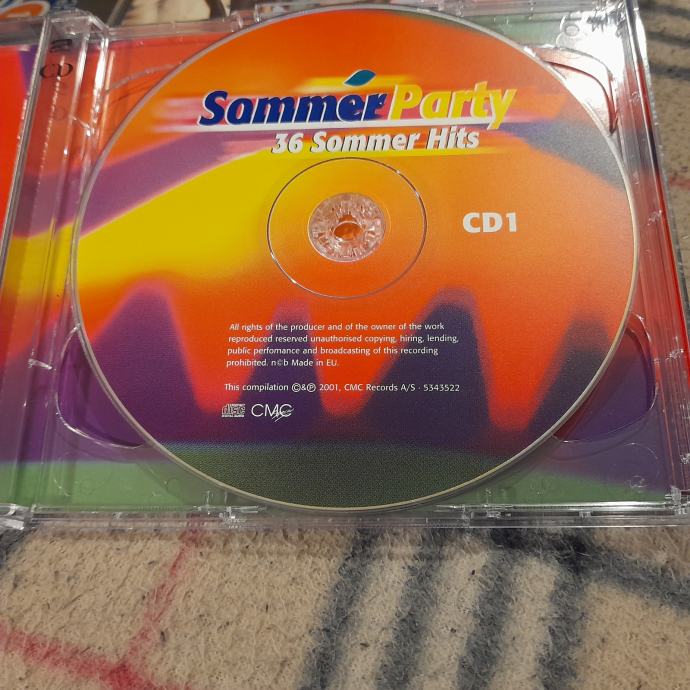 2
CD
Sommer Party
36 Sommer Hits
CD1
All rights of the producer and of the owner of the work
reproduced reserved unauthorised copying, hiring, lending,
public perfomance and broadcasting of this recording
prohibited. n©b Made in EU.
This compilation ©&℗ 2001, CMC Records A/S · 5343522
CMC